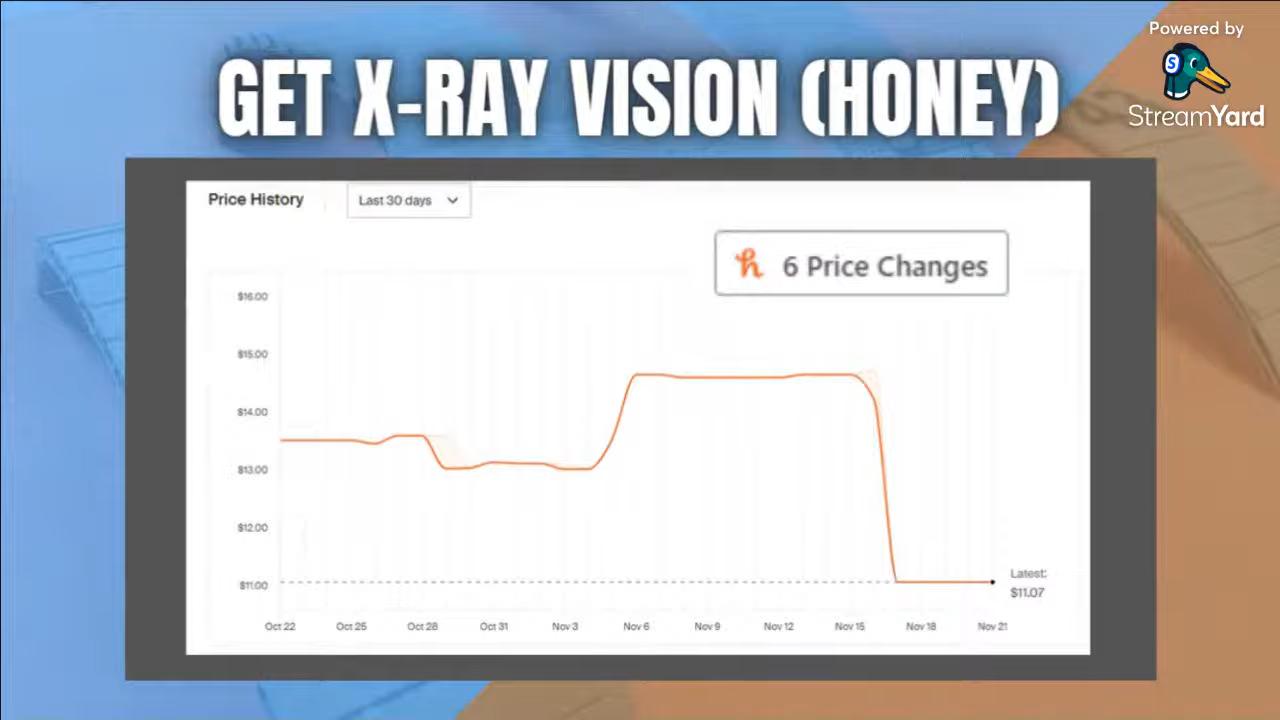 Powered by
StreamYard
GET X-RAY VISION (HONEY)
Price History
Last 30 days
6 Price Changes
$16.00
$15.00
$14.00
$13.00
$12.00
$11.00
Latest:
$11.07
Oct 22
Oct 25
Oct 28
Oct 31
Nov 3
Nov 6
Nov 9
Nov 12
Nov 15
Nov 18
Nov 21